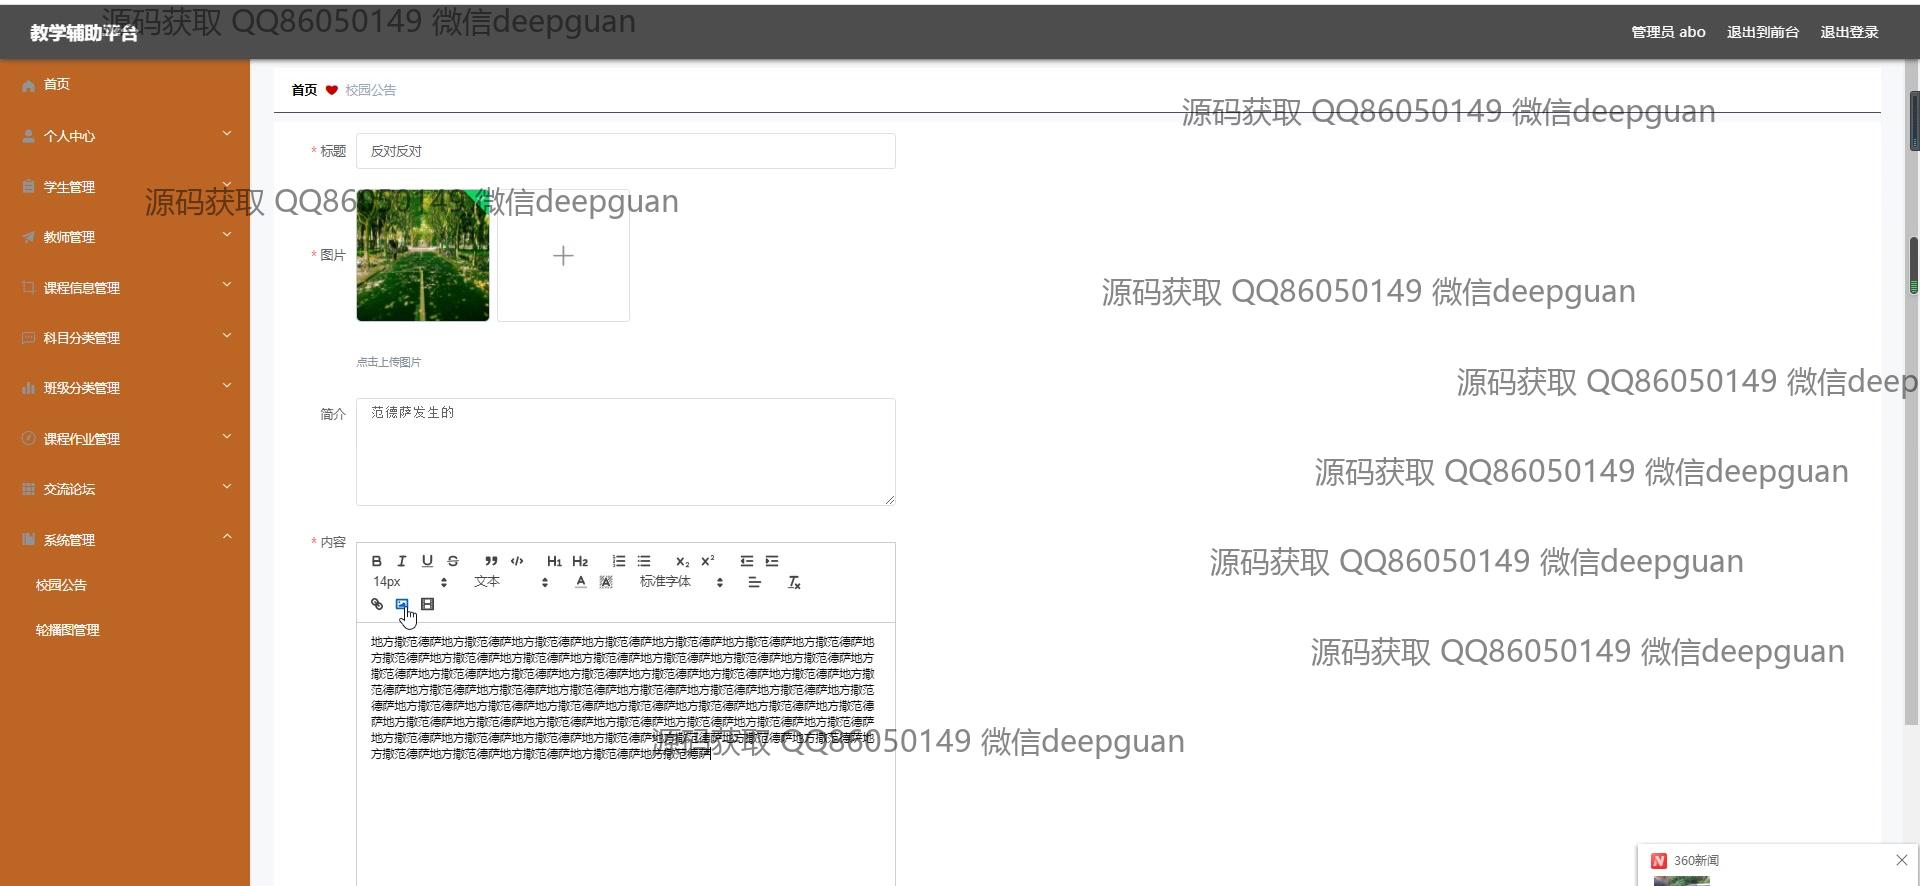 教学辅助平台
源码获取 QQ86050149 微信deepguan
管理员 abo
退出到前台
退出登录
首页
个人中心
学生管理
教师管理
课程信息管理
科目分类管理
班级分类管理
课程作业管理
交流论坛
系统管理
校园公告
轮播图管理
首页 校园公告
源码获取 QQ86050149 微信deepguan
* 标题
反对反对
源码获取 QQ86050149 微信deepguan
* 图片
源码获取 QQ86050149 微信deepguan
点击上传图片
源码获取 QQ86050149 微信deep
简介
范德萨发生的
源码获取 QQ86050149 微信deepguan
* 内容
B I U S H1 H2 X2 X2
14px 文本 A A 标准字体 Tx
源码获取 QQ86050149 微信deepguan
地方撒范德萨地方撒范德萨地方撒范德萨地方撒范德萨地方撒范德萨地方撒范德萨地方撒范德萨地
方撒范德萨地方撒范德萨地方撒范德萨地方撒范德萨地方撒范德萨地方撒范德萨地方撒范德萨地方
撒范德萨地方撒范德萨地方撒范德萨地方撒范德萨地方撒范德萨地方撒范德萨地方撒范德萨地方撒
范德萨地方撒范德萨地方撒范德萨地方撒范德萨地方撒范德萨地方撒范德萨地方撒范德萨地方撒范
德萨地方撒范德萨地方撒范德萨地方撒范德萨地方撒范德萨地方撒范德萨地方撒范德萨地方撒范德
萨地方撒范德萨地方撒范德萨地方撒范德萨地方撒范德萨地方撒范德萨地方撒范德萨地方撒范德萨
地方撒范德萨地方撒范德萨地方撒范德萨地方撒范德萨地方撒范德萨地方撒范德萨地方撒范德萨地
方撒范德萨地方撒范德萨地方撒范德萨地方撒范德萨地方撒范德萨
源码获取 QQ86050149 微信deepguan
源码获取 QQ86050149 微信deepguan
360新闻